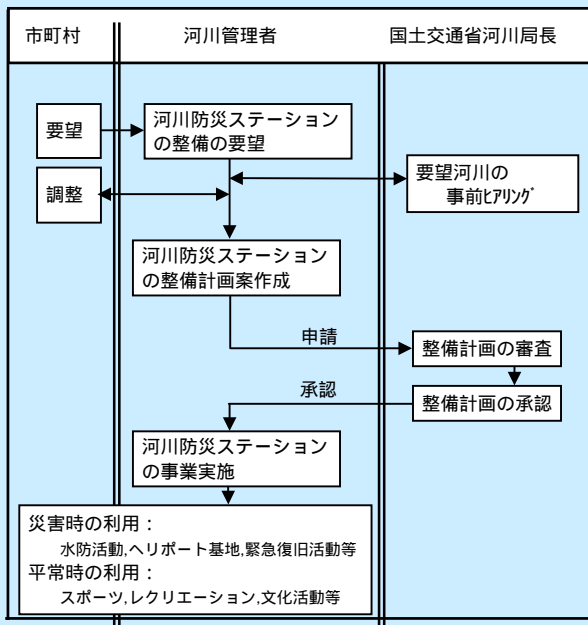 市町村
河川管理者
国土交通省河川局長
要望
河川防災ステーション
の整備の要望
調整
要望河川の
事前ﾋｱﾘﾝｸﾞ
河川防災ステーション
の整備計画案作成
申請
整備計画の審査
承認
整備計画の承認
河川防災ステーション
の事業実施
災害時の利用：
水防活動,ヘリポート基地,緊急復旧活動等
平常時の利用：
スポーツ,レクリエーション,文化活動等